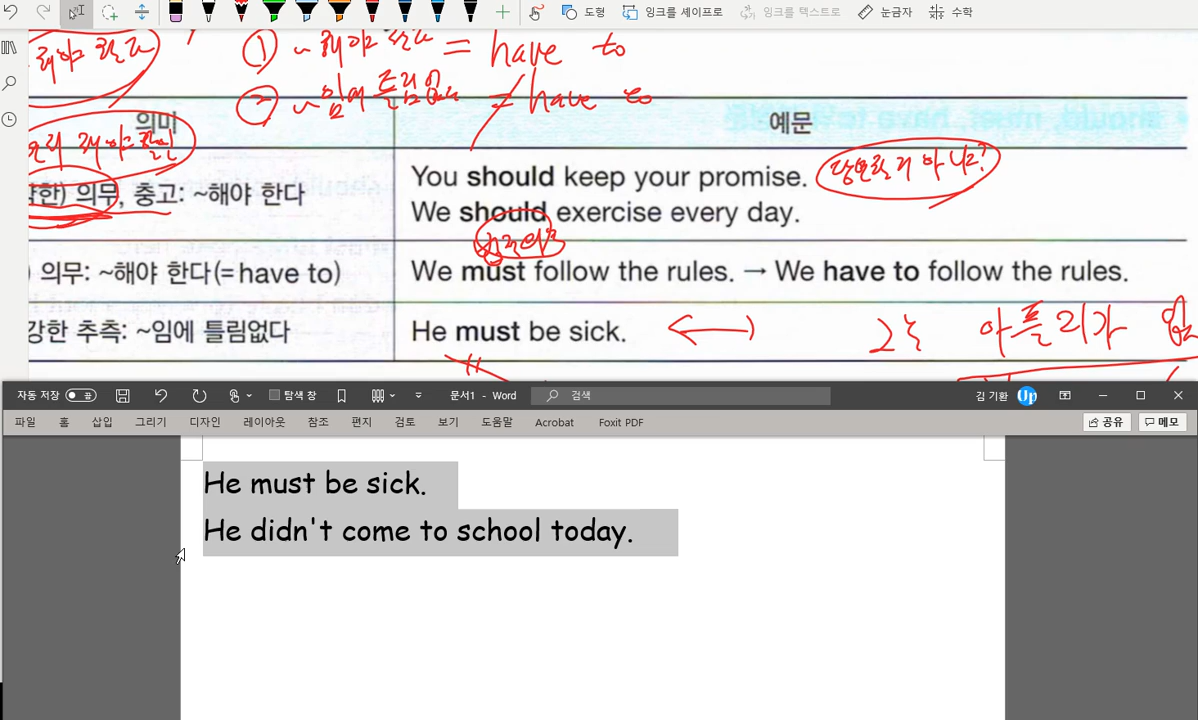 도형 잉크를 셰이프로 잉크를 텍스트로 눈금자 수학
해야 한다
① ~해야 한다 = have to
② ~임에 틀림없다 ≠ have to
의미 예문
의무, 충고: ~해야 한다
You should keep your promise.
We should exercise every day.
의무: ~해야 한다(= have to)
We must follow the rules. → We have to follow the rules.
강한 추측: ~임에 틀림없다
He must be sick. ↔ 그는 아플리가
자동 저장 끔 탐색 창 문서1 - Word 검색 김 기환 Up
파일 홈 삽입 그리기 디자인 레이아웃 참조 편지 검토 보기 도움말 Acrobat Foxit PDF 공유 메모
He must be sick.
He didn't come to school today.